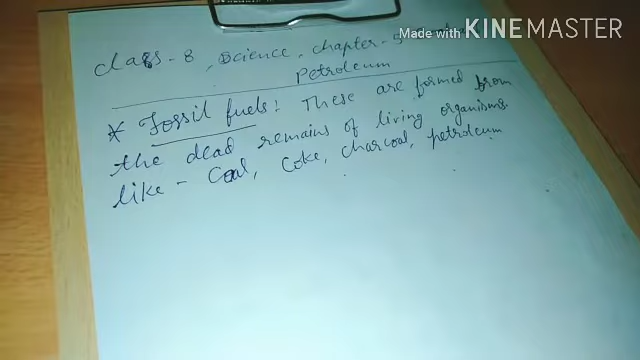 Made with KINEMASTER
class-8, Science, chapter-5
Petroleum
* Fossil fuels: These are formed from
the dead remains of living organisms.
like - Coal, Coke, charcoal, petroleum